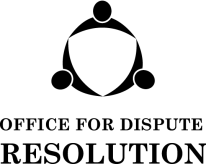 OFFICE FOR DISPUTE
RESOLUTION